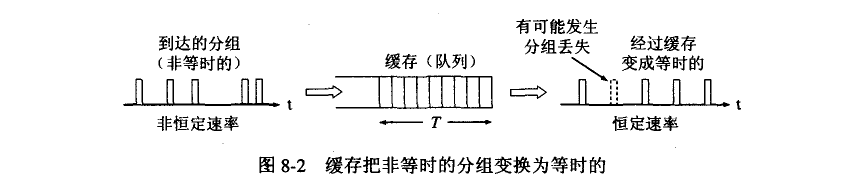 到达的分组
（非等时的）
t
非恒定速率
缓存（队列）
T
有可能发生
分组丢失
经过缓存
变成等时的
t
恒定速率
图 8-2 缓存把非等时的分组变换为等时的